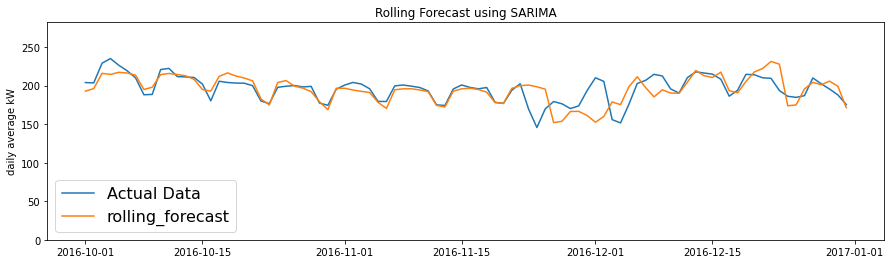 Rolling Forecast using SARIMA
daily average kW
250
200
150
100
50
0
Actual Data
rolling_forecast
2016-10-01 2016-10-15 2016-11-01 2016-11-15 2016-12-01 2016-12-15 2017-01-01